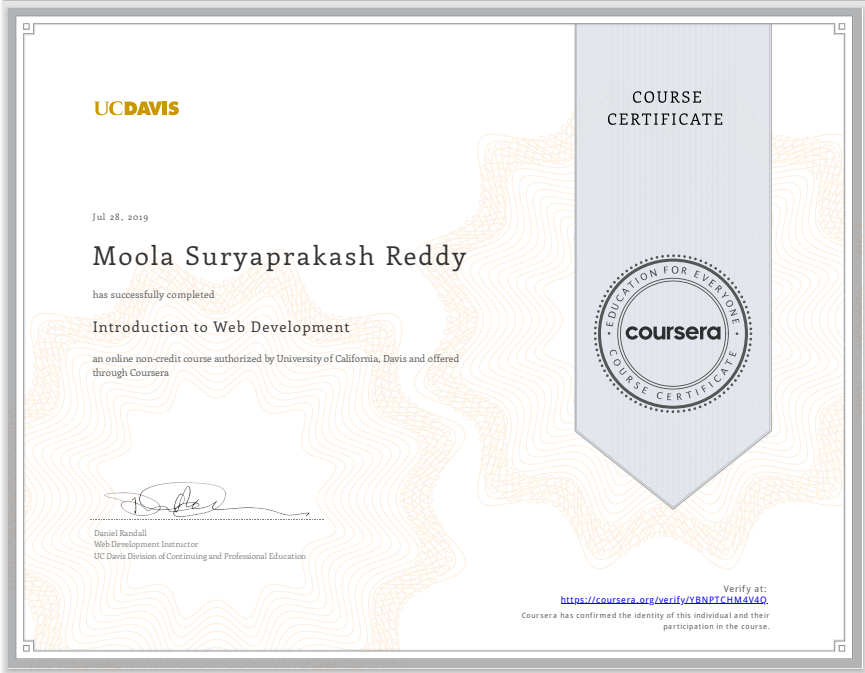 UCDAVIS
COURSE
CERTIFICATE
Jul 28, 2019
Moola Suryaprakash Reddy
has successfully completed
Introduction to Web Development
an online non-credit course authorized by University of California, Davis and offered
through Coursera
EDUCATION FOR EVERYONE
coursera
COURSE CERTIFICATE
Daniel Randall
Web Development Instructor
UC Davis Division of Continuing and Professional Education
Verify at:
https://coursera.org/verify/YBNPTCHM4V4Q
Coursera has confirmed the identity of this individual and their
participation in the course.